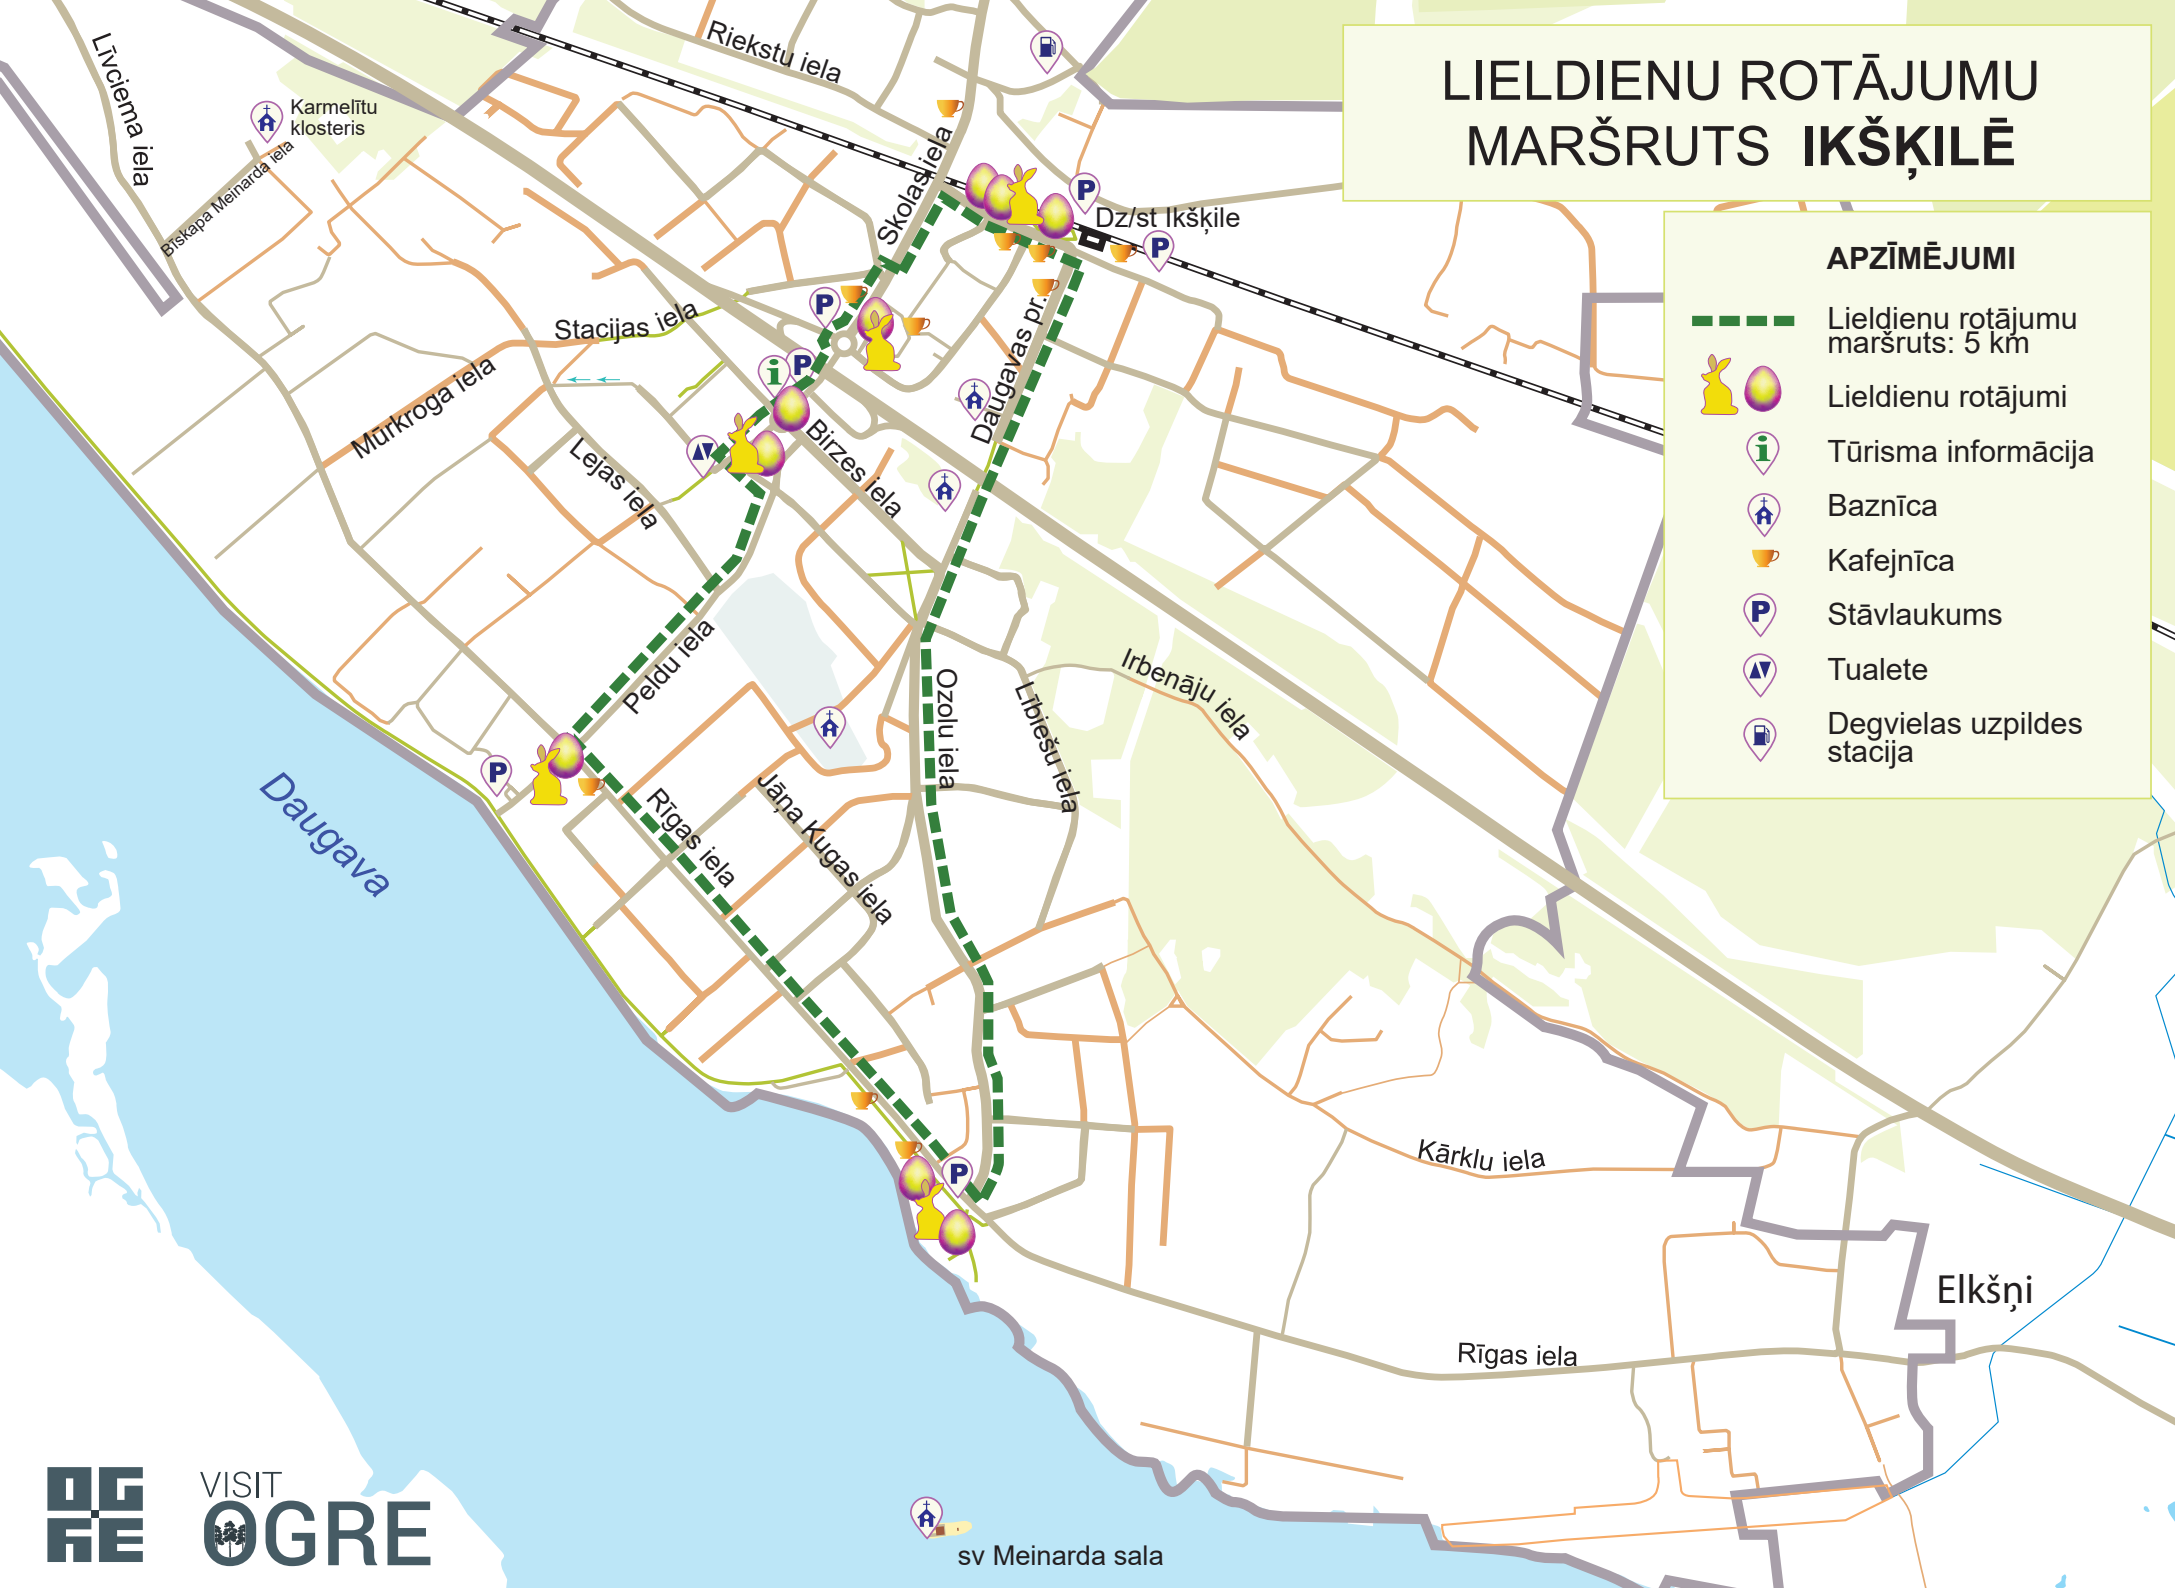 LIELDIENU ROTĀJUMU
MARŠRUTS IKŠĶILĒ
APZĪMĒJUMI
Lieldienu rotājumu
maršruts: 5 km
Lieldienu rotājumi
i
Tūrisma informācija
Baznīca
Kafejnīca
P
Stāvlaukums
Tualete
Degvielas uzpildes
stacija
Līvciema iela
Riekstu iela
Karmelītu
klosteris
Bīskapa Meinarda iela
Skolas iela
P
Dz/st Ikšķile
P
Stacijas iela
P
P
i
Daugavas pr.
Mūrkroga iela
Birzes iela
Lejas iela
Peldu iela
Ozolu iela
Lībiešu iela
Irbenāju iela
P
Daugava
Rīgas iela
Jāņa Kugas iela
P
Kārklu iela
Elkšņi
Rīgas iela
OGRE
VISIT
OGRE
sv Meinarda sala